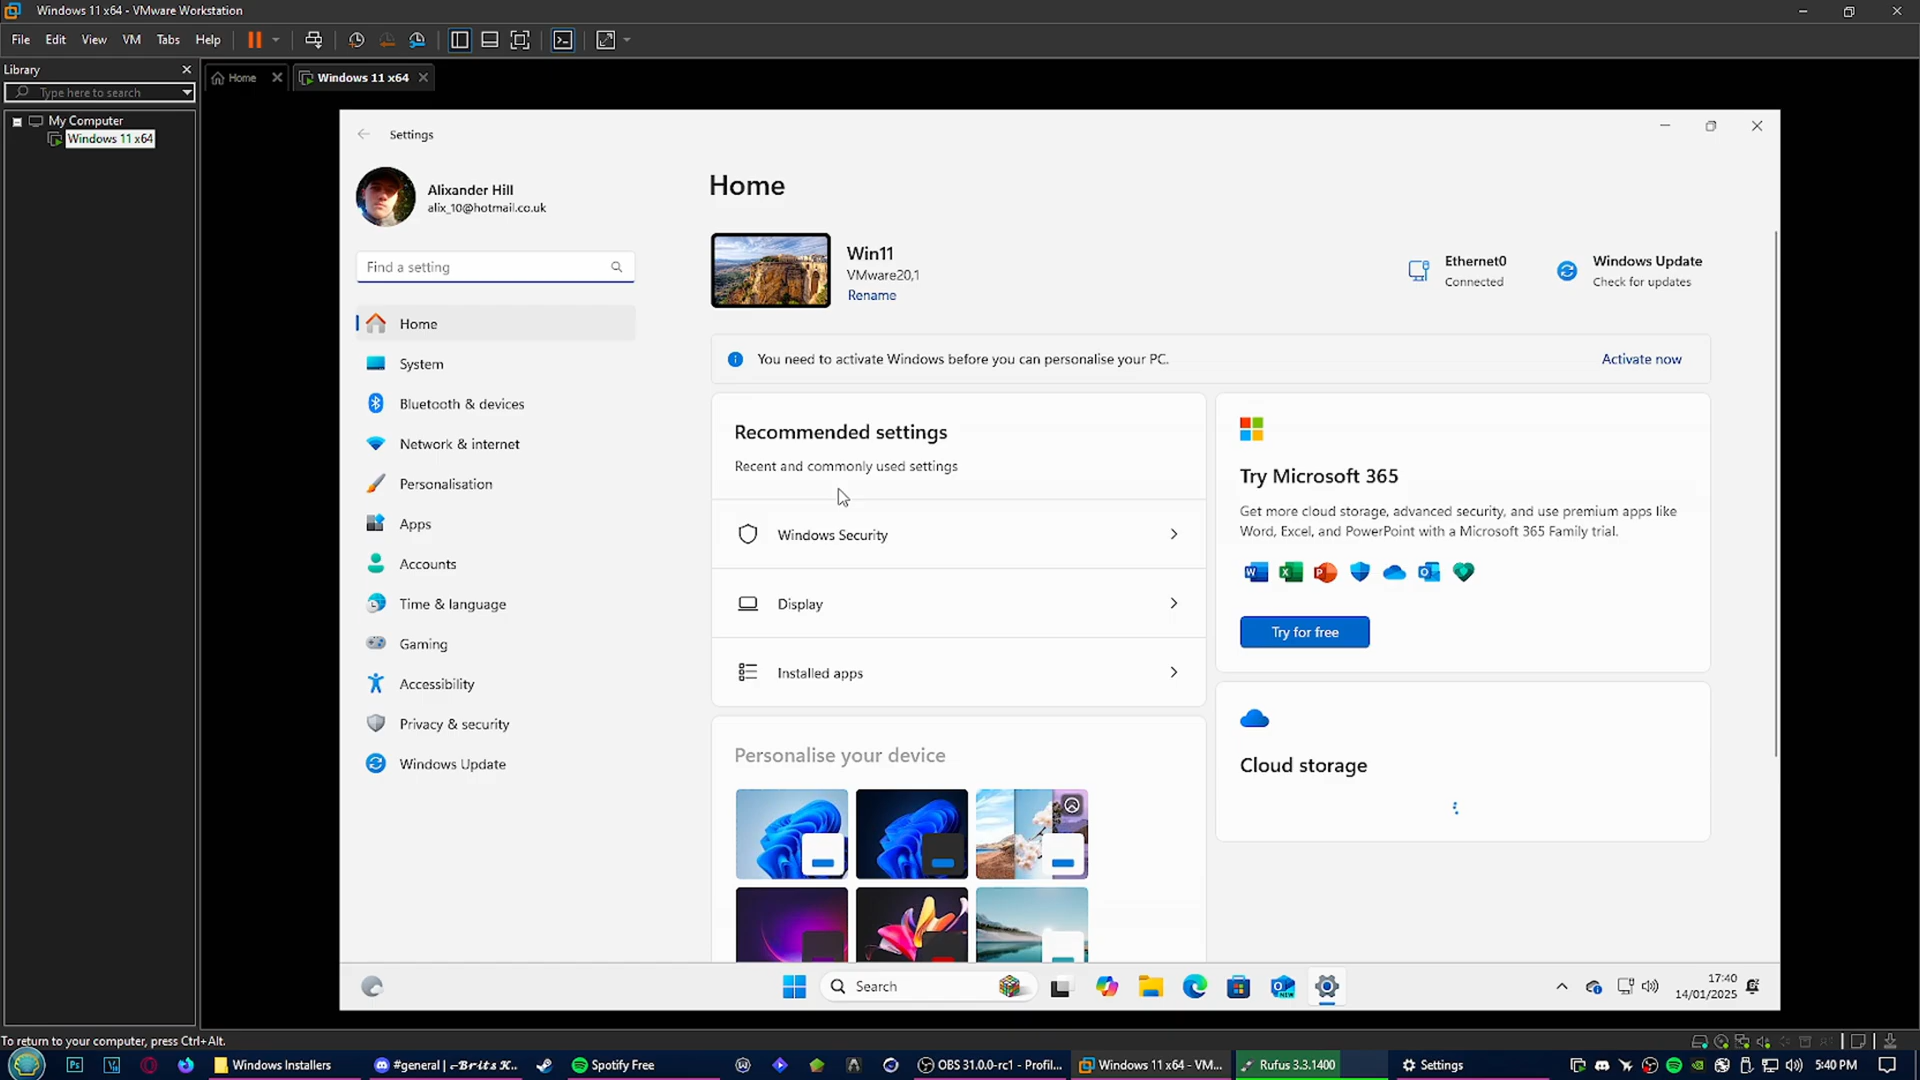 Windows 11 x64 - VMware Workstation
File Edit View VM Tabs Help
Library
Home
Windows 11 x64
Type here to search
My Computer
Windows 11 x64
Settings
Alixander Hill
alix_10@hotmail.co.uk
Find a setting
Home
System
Bluetooth & devices
Network & internet
Personalisation
Apps
Accounts
Time & language
Gaming
Accessibility
Privacy & security
Windows Update
Home
Win11
VMware20,1
Rename
Ethernet0
Connected
Windows Update
Check for updates
You need to activate Windows before you can personalise your PC.
Activate now
Recommended settings
Recent and commonly used settings
Windows Security
Display
Installed apps
Personalise your device
Try Microsoft 365
Get more cloud storage, advanced security, and use premium apps like
Word, Excel, and PowerPoint with a Microsoft 365 Family trial.
Try for free
Cloud storage
Search
17:40
14/01/2025
To return to your computer, press Ctrl+Alt.
Windows Installers
Spotify Free
OBS 31.0.0-rc1 - Profil...
Windows 11 x64 - VM...
Rufus 3.3.1400
Settings
5:40 PM